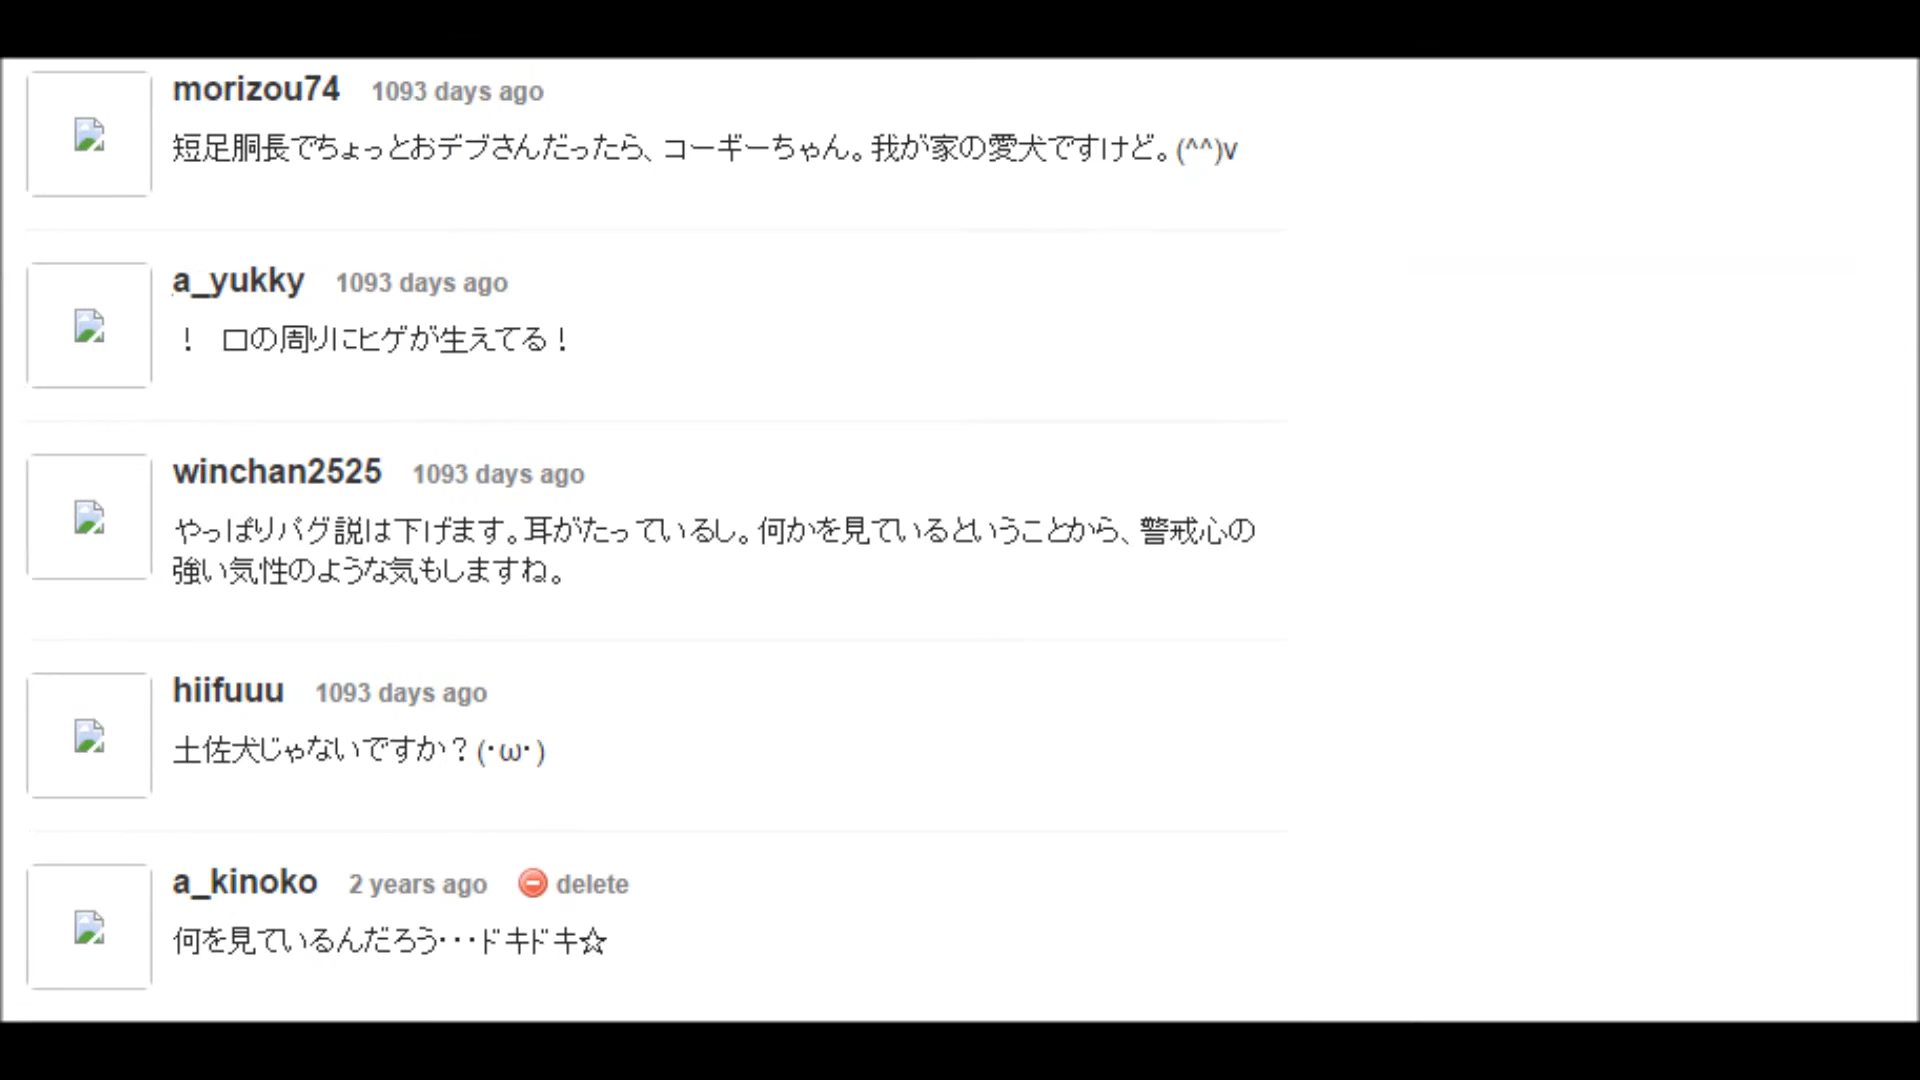 morizou74 1093 days ago
短足胴長でちょっとおデブさんだったら、コーギーちゃん。我が家の愛犬ですけど。(^^)v
a_yukky 1093 days ago
！　口の周りにヒゲが生えてる！
winchan2525 1093 days ago
やっぱりパグ説は下げます。耳がたっているし。何かを見ているということから、警戒心の
強い気性のような気もしますね。
hiifuuu 1093 days ago
土佐犬じゃないですか？(･ω･)
a_kinoko 2 years ago delete
何を見ているんだろう･･･ドキドキ☆